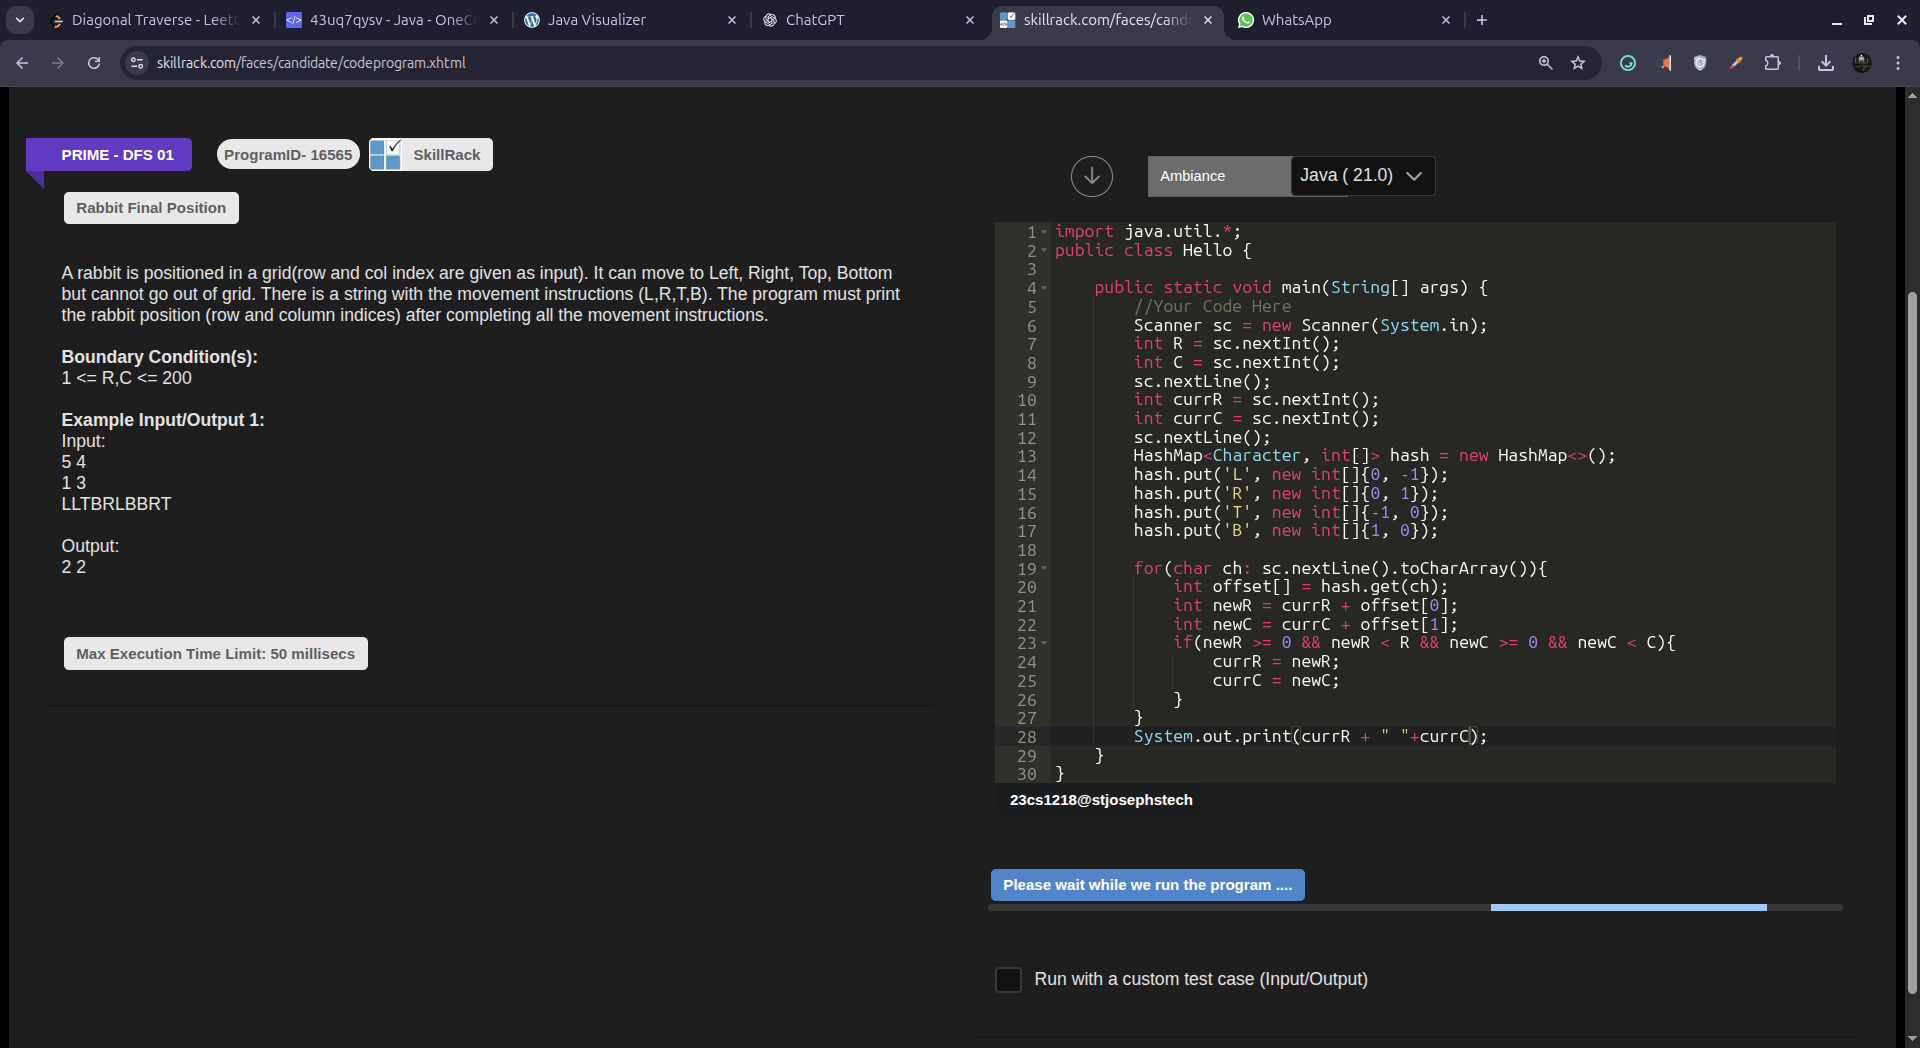 Diagonal Traverse - Leet
43uq7qysv - Java - OneC
Java Visualizer
ChatGPT
skillrack.com/faces/cand
WhatsApp
skillrack.com/faces/candidate/codeprogram.xhtml
PRIME - DFS 01
ProgramID- 16565
SkillRack
Rabbit Final Position
A rabbit is positioned in a grid(row and col index are given as input). It can move to Left, Right, Top, Bottom
but cannot go out of grid. There is a string with the movement instructions (L,R,T,B). The program must print
the rabbit position (row and column indices) after completing all the movement instructions.
Boundary Condition(s):
1 <= R,C <= 200
Example Input/Output 1:
Input:
5 4
1 3
LLTBRLBBRT
Output:
2 2
Max Execution Time Limit: 50 millisecs
Ambiance
Java ( 21.0)
1 import java.util.*;
2 public class Hello {
3
4     public static void main(String[] args) {
5         //Your Code Here
6         Scanner sc = new Scanner(System.in);
7         int R = sc.nextInt();
8         int C = sc.nextInt();
9         sc.nextLine();
10         int currR = sc.nextInt();
11         int currC = sc.nextInt();
12         sc.nextLine();
13         HashMap<Character, int[]> hash = new HashMap<>();
14         hash.put('L', new int[]{0, -1});
15         hash.put('R', new int[]{0, 1});
16         hash.put('T', new int[]{-1, 0});
17         hash.put('B', new int[]{1, 0});
18
19         for(char ch: sc.nextLine().toCharArray()){
20             int offset[] = hash.get(ch);
21             int newR = currR + offset[0];
22             int newC = currC + offset[1];
23             if(newR >= 0 && newR < R && newC >= 0 && newC < C){
24                 currR = newR;
25                 currC = newC;
26             }
27         }
28         System.out.print(currR + " "+currC);
29     }
30 }
23cs1218@stjosephstech
Please wait while we run the program ....
Run with a custom test case (Input/Output)